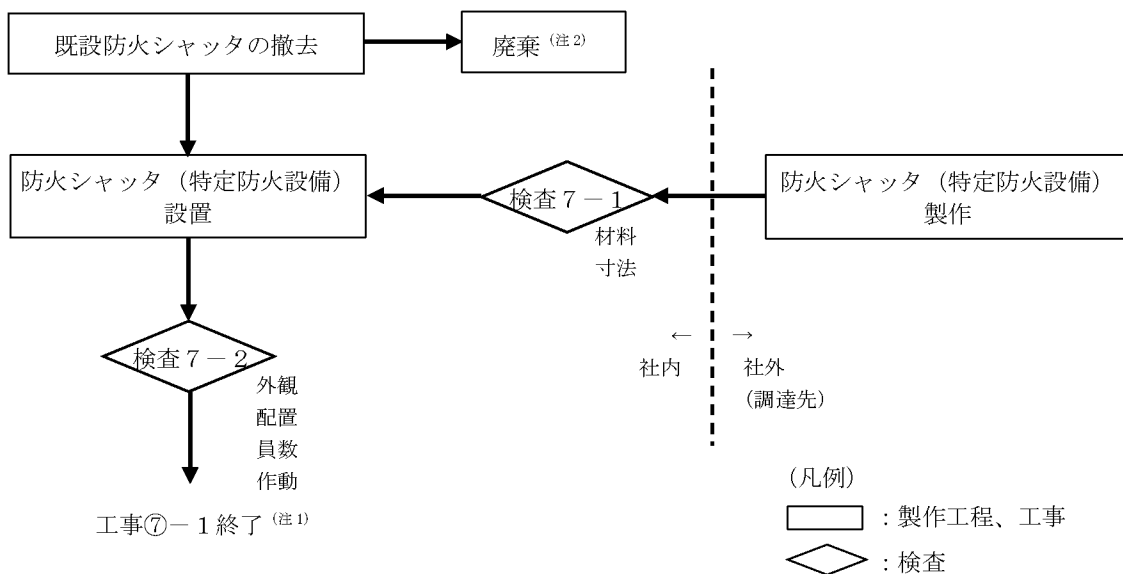 既設防火シャッタの撤去
廃棄(注2)
防火シャッタ(特定防火設備)
設置
検査7-1
材料
寸法
防火シャッタ(特定防火設備)
製作
検査7-2
外観
配置
員数
作動
工事⑦-1終了(注1)
← →
社内 社外
(調達先)
(凡例)
:製作工程、工事
:検査